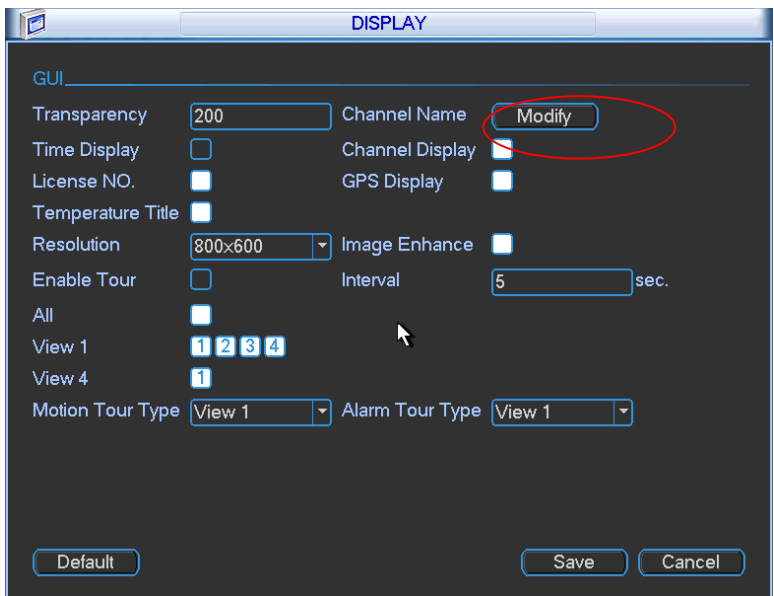 DISPLAY
GUI
Transparency 200 Channel Name Modify
Time Display Channel Display
License NO. GPS Display
Temperature Title
Resolution 800×600 Image Enhance
Enable Tour Interval 5 sec.
All
View 1 1 2 3 4
View 4 1
Motion Tour Type View 1 Alarm Tour Type View 1
Default Save Cancel